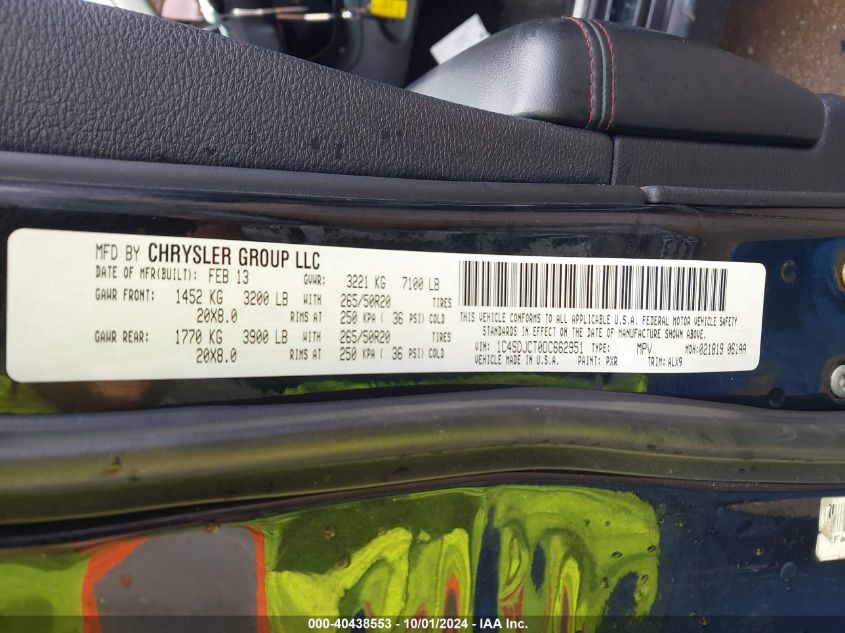 MFD BY CHRYSLER GROUP LLC
DATE OF MFR(BUILT): FEB 13 GVWR: 3221 KG 7100 LB
GAWR FRONT: 1452 KG 3200 LB WITH 265/50R20 TIRES
20X8.0 RIMS AT 250 KPA ( 36 PSI) COLD
GAWR REAR: 1770 KG 3900 LB WITH 265/50R20 TIRES
20X8.0 RIMS AT 250 KPA ( 36 PSI) COLD
THIS VEHICLE CONFORMS TO ALL APPLICABLE U.S.A. FEDERAL MOTOR VEHICLE SAFETY
STANDARDS IN EFFECT ON THE DATE OF MANUFACTURE SHOWN ABOVE.
VIN: 1C4SDJCT0DC662951 TYPE: MPV MDH:021819 061AA
VEHICLE MADE IN U.S.A. PAINT: PXR TRIM: ALX9
Fa
000-40438553 - 10/01/2024 - IAA Inc.